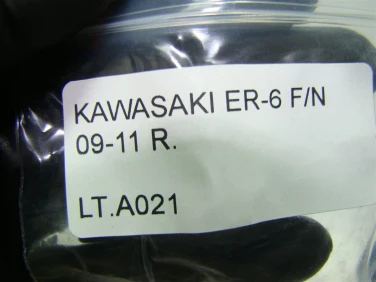 KAWASAKI ER-6 F/N
09-11 R.
LT.A021